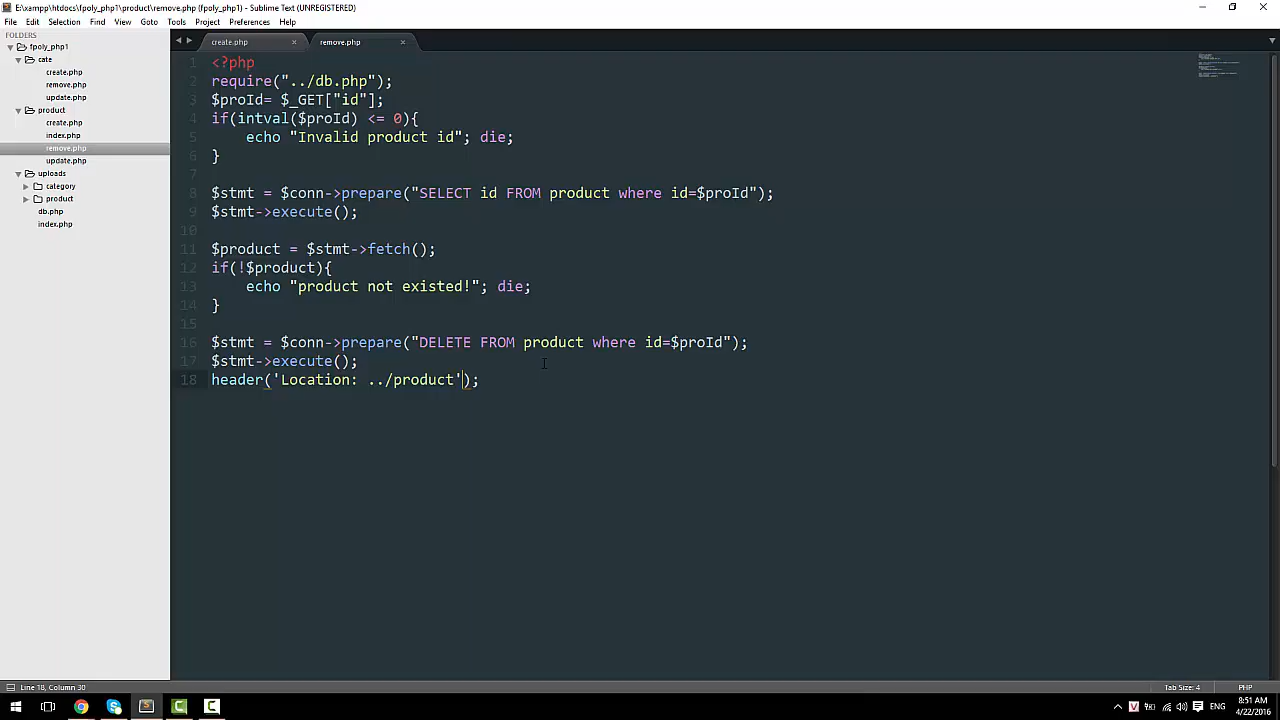 E:\xampp\htdocs\fpoly_php1\product\remove.php (fpoly_php1) - Sublime Text (UNREGISTERED)
File Edit Selection Find View Goto Tools Project Preferences Help
FOLDERS
fpoly_php1
cate
create.php
remove.php
update.php
product
create.php
index.php
remove.php
update.php
uploads
category
product
db.php
index.php
create.php × remove.php ×
1 <?php
2 require("../db.php");
3 $proId= $_GET["id"];
4 if(intval($proId) <= 0){
5     echo "Invalid product id"; die;
6 }
7
8 $stmt = $conn->prepare("SELECT id FROM product where id=$proId");
9 $stmt->execute();
10
11 $product = $stmt->fetch();
12 if(!$product){
13     echo "product not existed!"; die;
14 }
15
16 $stmt = $conn->prepare("DELETE FROM product where id=$proId");
17 $stmt->execute();
18 header('Location: ../product');
Line 18, Column 30
Tab Size: 4 PHP
V ENG 8:51 AM
4/22/2016